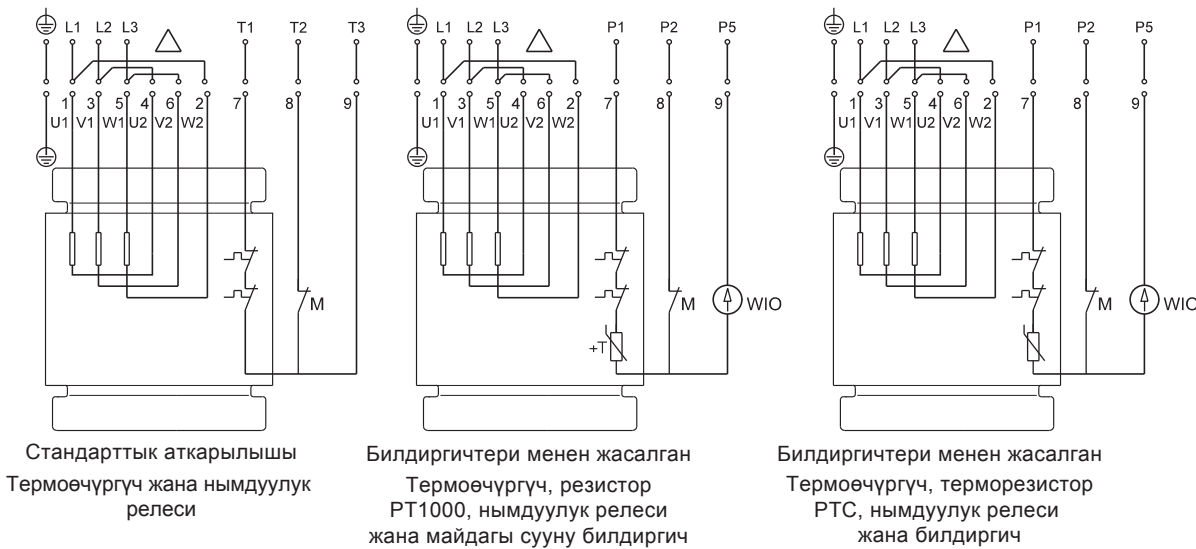 L1 L2 L3 T1 T2 T3
1 3 5 4 6 2 7 8 9
U1 V1 W1 U2 V2 W2
M
Стандарттык аткарылышы
Термоөчүргүч жана нымдуулук
релеси
L1 L2 L3 P1 P2 P5
1 3 5 4 6 2 7 8 9
U1 V1 W1 U2 V2 W2
M WIO
+T
Билдиргичтери менен жасалган
Термоөчүргүч, резистор
PT1000, нымдуулук релеси
жана майдагы сууну билдиргич
L1 L2 L3 P1 P2 P5
1 3 5 4 6 2 7 8 9
U1 V1 W1 U2 V2 W2
M WIO
Билдиргичтери менен жасалган
Термоөчүргүч, терморезистор
PTC, нымдуулук релеси
жана билдиргич